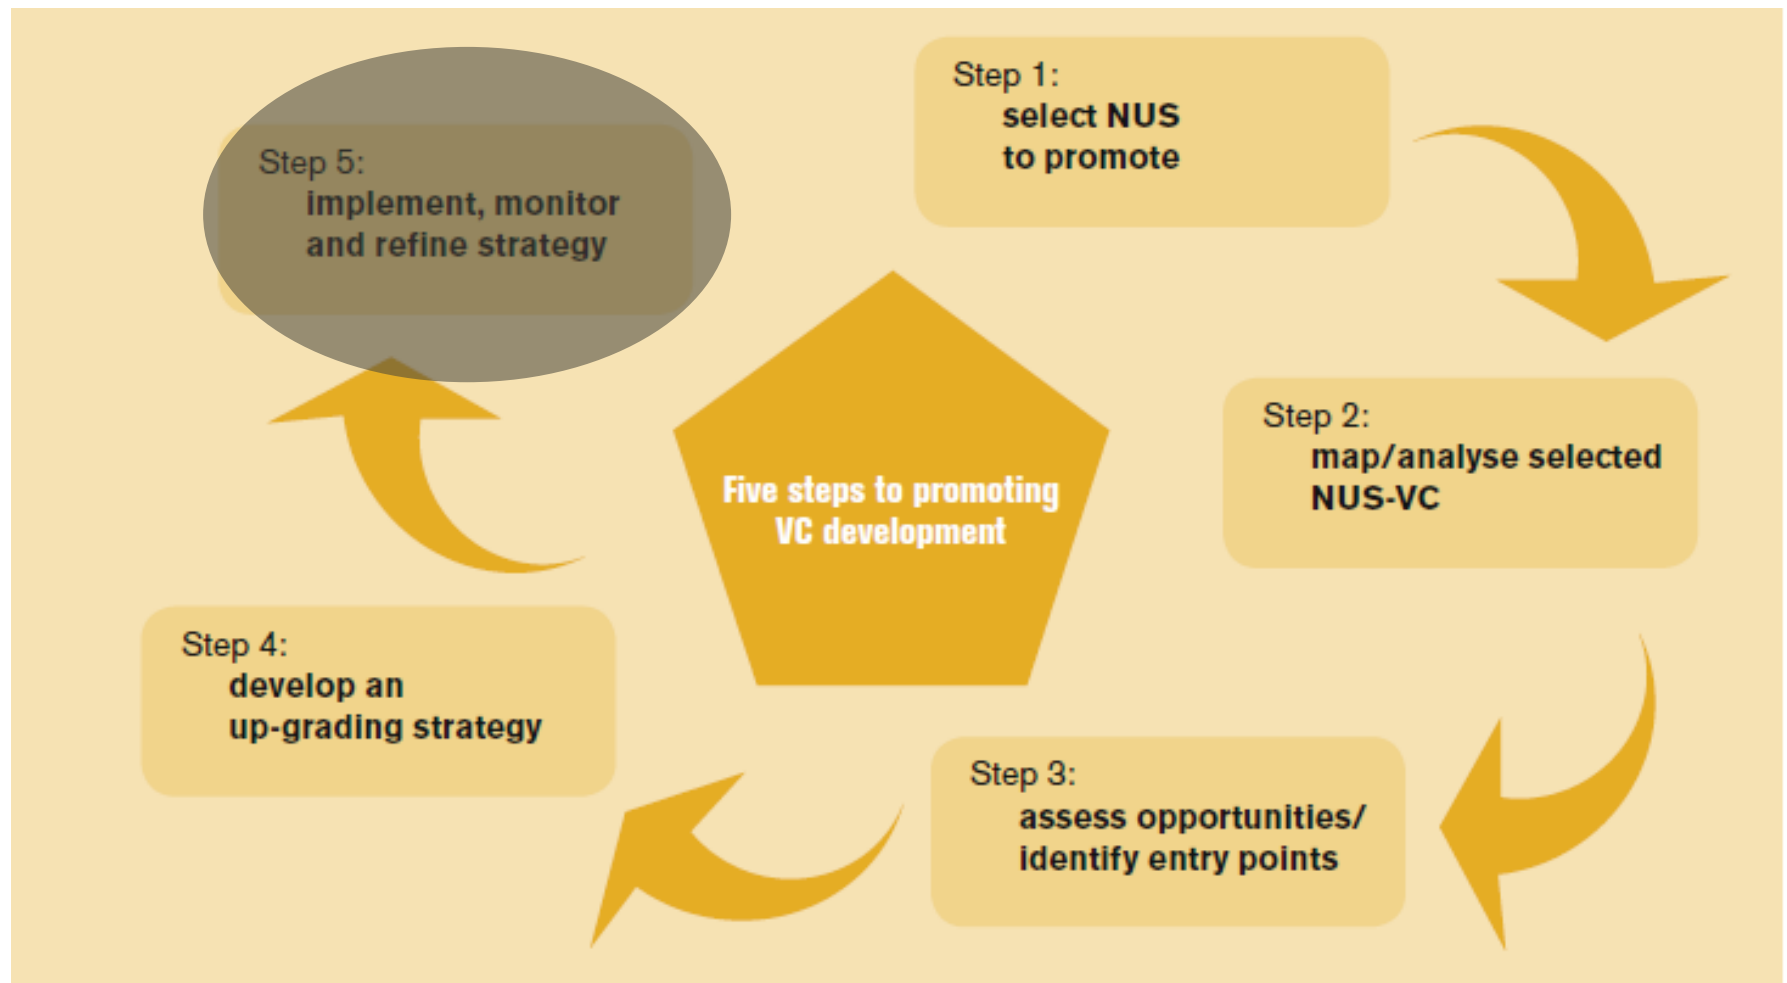 Step 1:
select NUS
to promote
Step 2:
map/analyse selected
NUS-VC
Step 3:
assess opportunities/
identify entry points
Step 4:
develop an
up-grading strategy
Step 5:
implement, monitor
and refine strategy
Five steps to promoting
VC development